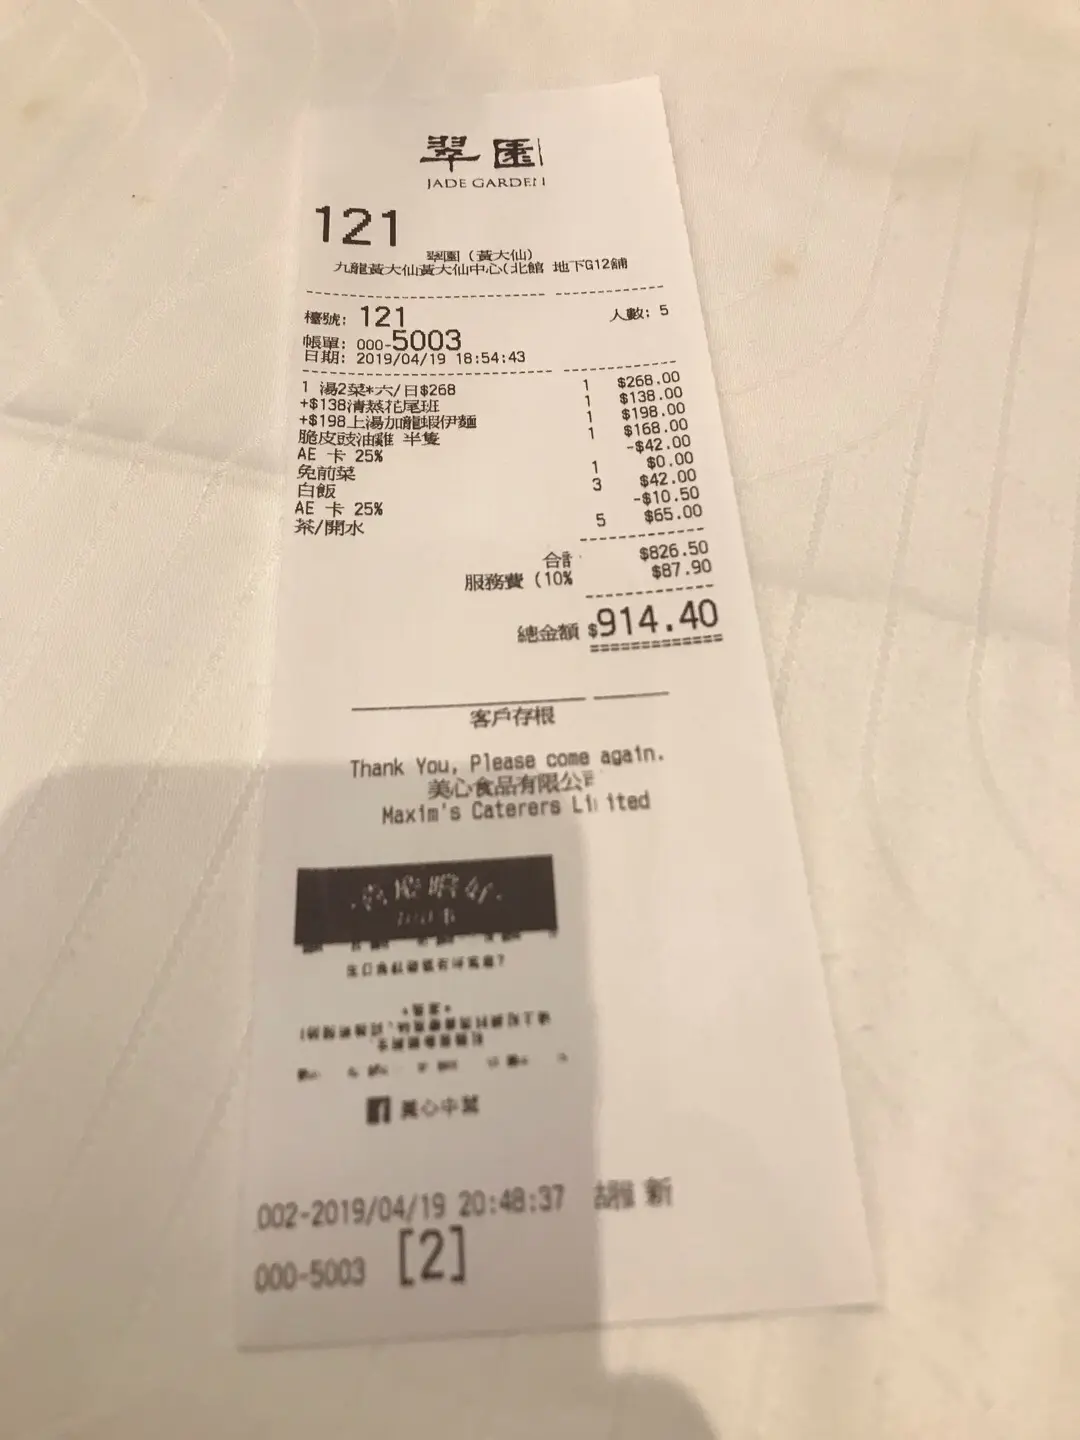 翠園
JADE GARDEN
121
翠園（黃大仙）
九龍黃大仙黃大仙中心(北館 地下G12舖
檯號: 121 人數: 5
帳單: 000-5003
日期: 2019/04/19 18:54:43
1 湯2菜*六/日$268 1 $268.00
+$138清蒸花尾班 1 $138.00
+$198上湯加龍蝦伊麵 1 $198.00
脆皮豉油雞 半隻 1 $168.00
AE 卡 25% -$42.00
免前菜 1 $0.00
白飯 3 $42.00
AE 卡 25% -$10.50
茶/開水 5 $65.00
合計 $826.50
服務費 (10% $87.90
總金額 $914.40
客戶存根
Thank You, Please come again.
美心食品有限公司
Maxim's Caterers Limited
美心中菜
002-2019/04/19 20:48:37 新
000-5003 [2]